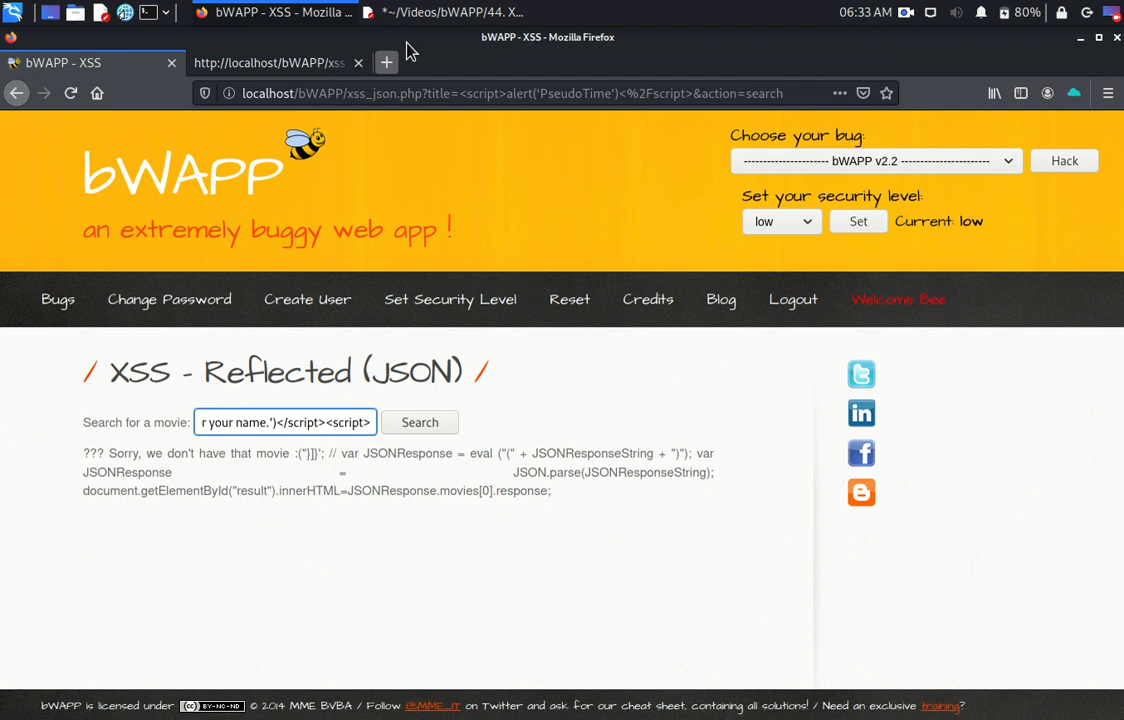 bWAPP - XSS - Mozilla ...
*~/Videos/bWAPP/44. X...
06:33 AM
80%
bWAPP - XSS - Mozilla Firefox
bWAPP - XSS
http://localhost/bWAPP/xss
localhost/bWAPP/xss_json.php?title=<script>alert('PseudoTime')<%2Fscript>&action=search
bWAPP
an extremely buggy web app !
Choose your bug:
---------------------- bWAPP v2.2 ----------------------
Hack
Set your security level:
low
Set
Current: low
Bugs
Change Password
Create User
Set Security Level
Reset
Credits
Blog
Logout
Welcome Bee
/ XSS - Reflected (JSON) /
Search for a movie:
r your name.')</script><script>
Search
??? Sorry, we don't have that movie :("}]}'; // var JSONResponse = eval ("(" + JSONResponseString + ")"); var
JSONResponse = JSON.parse(JSONResponseString);
document.getElementById("result").innerHTML=JSONResponse.movies[0].response;
bWAPP is licensed under (cc) BY-NC-ND © 2014 MME BVBA / Follow @MME_IT on Twitter and ask for our cheat sheet, containing all solutions! / Need an exclusive training?